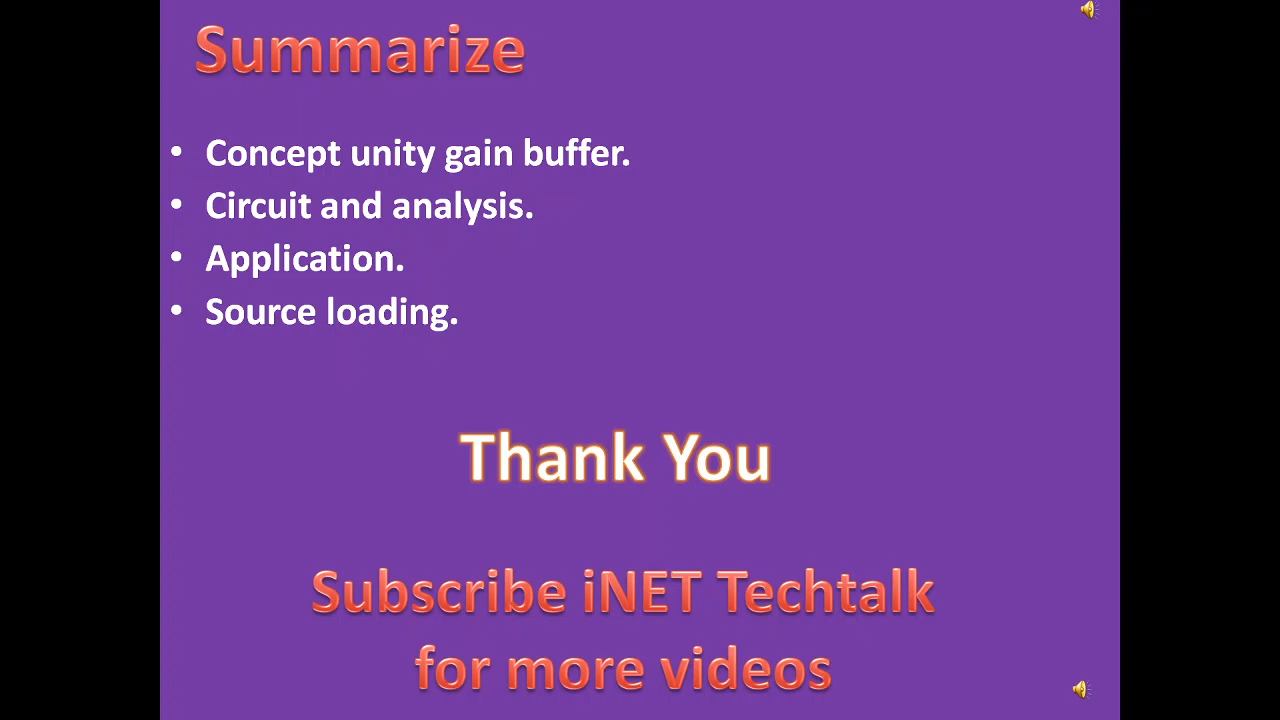 Summarize
• Concept unity gain buffer.
• Circuit and analysis.
• Application.
• Source loading.
Thank You
Subscribe iNET Techtalk
for more videos